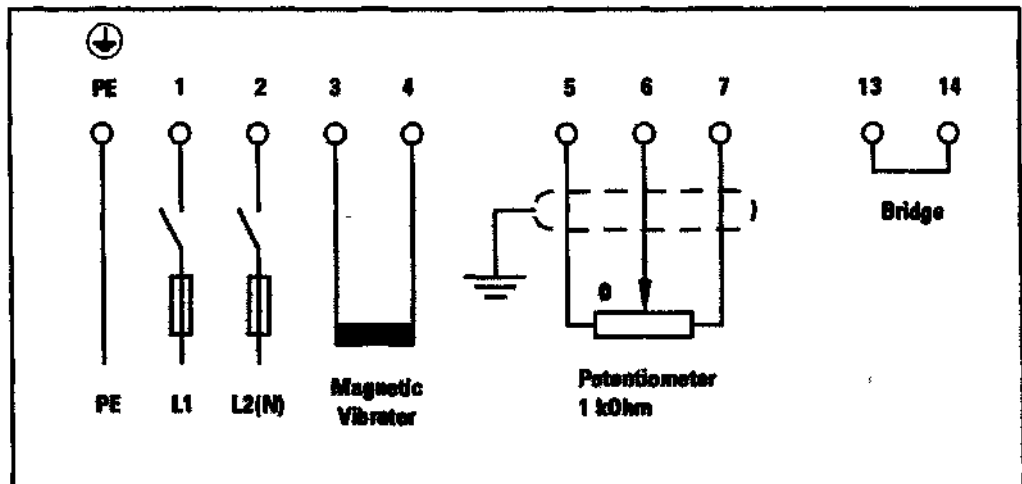 PE 1 2 3 4 5 6 7 13 14
Bridge
0
Magnetic
Vibrator
Potentiometer
1 kOhm
PE L1 L2(N)